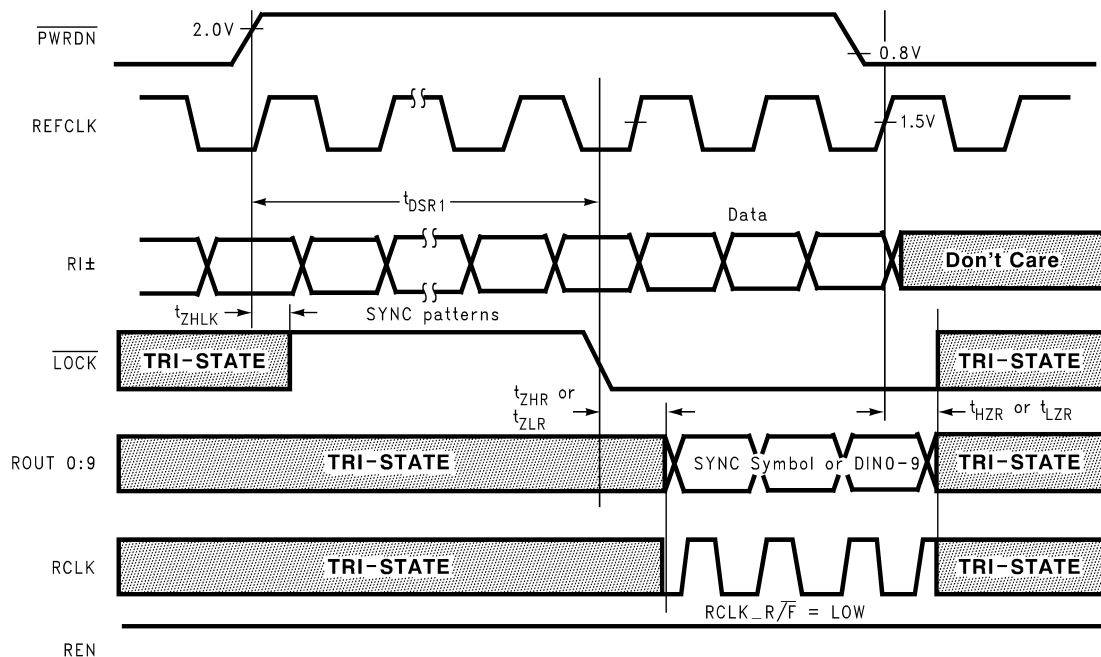 PWRDN
2.0V
0.8V
REFCLK
1.5V
tDSR1
Data
RI±
Don't Care
tZHLK
SYNC patterns
LOCK
TRI-STATE
TRI-STATE
tZHR or
tZLR
tHZR or tLZR
ROUT 0:9
TRI-STATE
SYNC Symbol or DIN0-9
TRI-STATE
RCLK
TRI-STATE
TRI-STATE
RCLK_R/F = LOW
REN